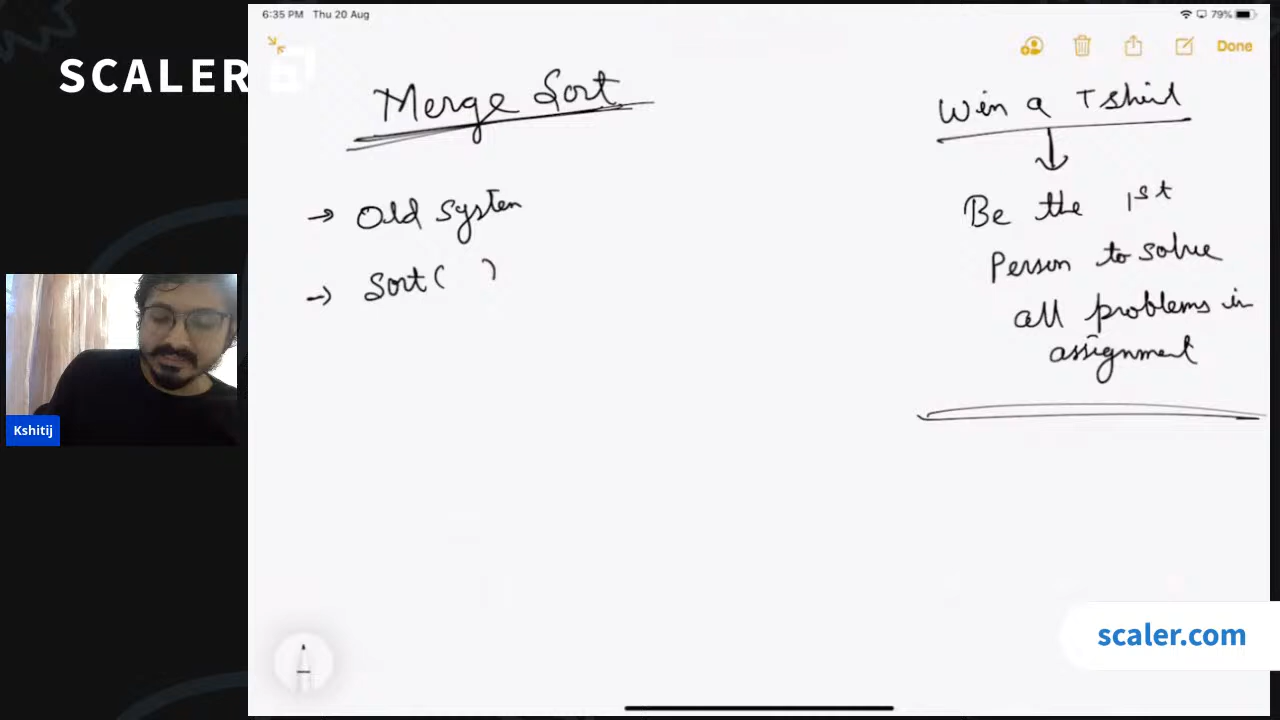 6:35 PM Thu 20 Aug
79%
Done
SCALER
Merge Sort
→ Old System
→ Sort( )
Win a T shirt
↓
Be the 1st
Person to solve
all problems in
assignment
Kshitij
scaler.com